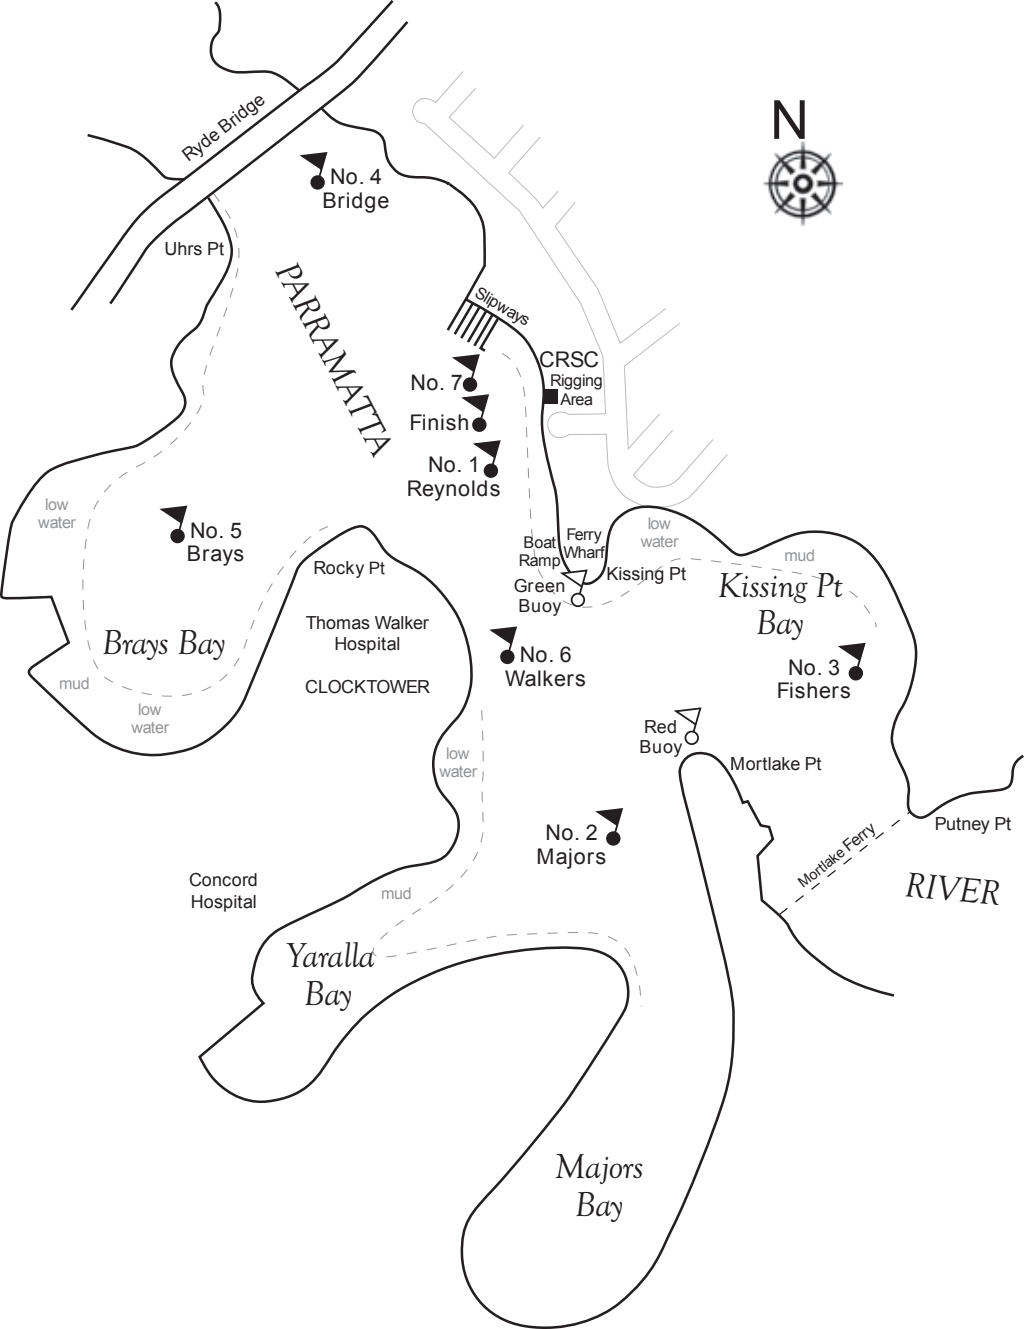 N
Ryde Bridge
No. 4
Bridge
Uhrs Pt
PARRAMATTA
Slipways
CRSC
Rigging
Area
No. 7
Finish
No. 1
Reynolds
low
water
No. 5
Brays
Rocky Pt
Boat
Ramp
Ferry
Wharf
low
water
mud
Green
Buoy
Kissing Pt
Kissing Pt
Bay
Thomas Walker
Hospital
Brays Bay
No. 6
Walkers
No. 3
Fishers
CLOCKTOWER
mud
low
water
low
water
Red
Buoy
Mortlake Pt
No. 2
Majors
Putney Pt
Mortlake Ferry
RIVER
Concord
Hospital
mud
Yaralla
Bay
Majors
Bay